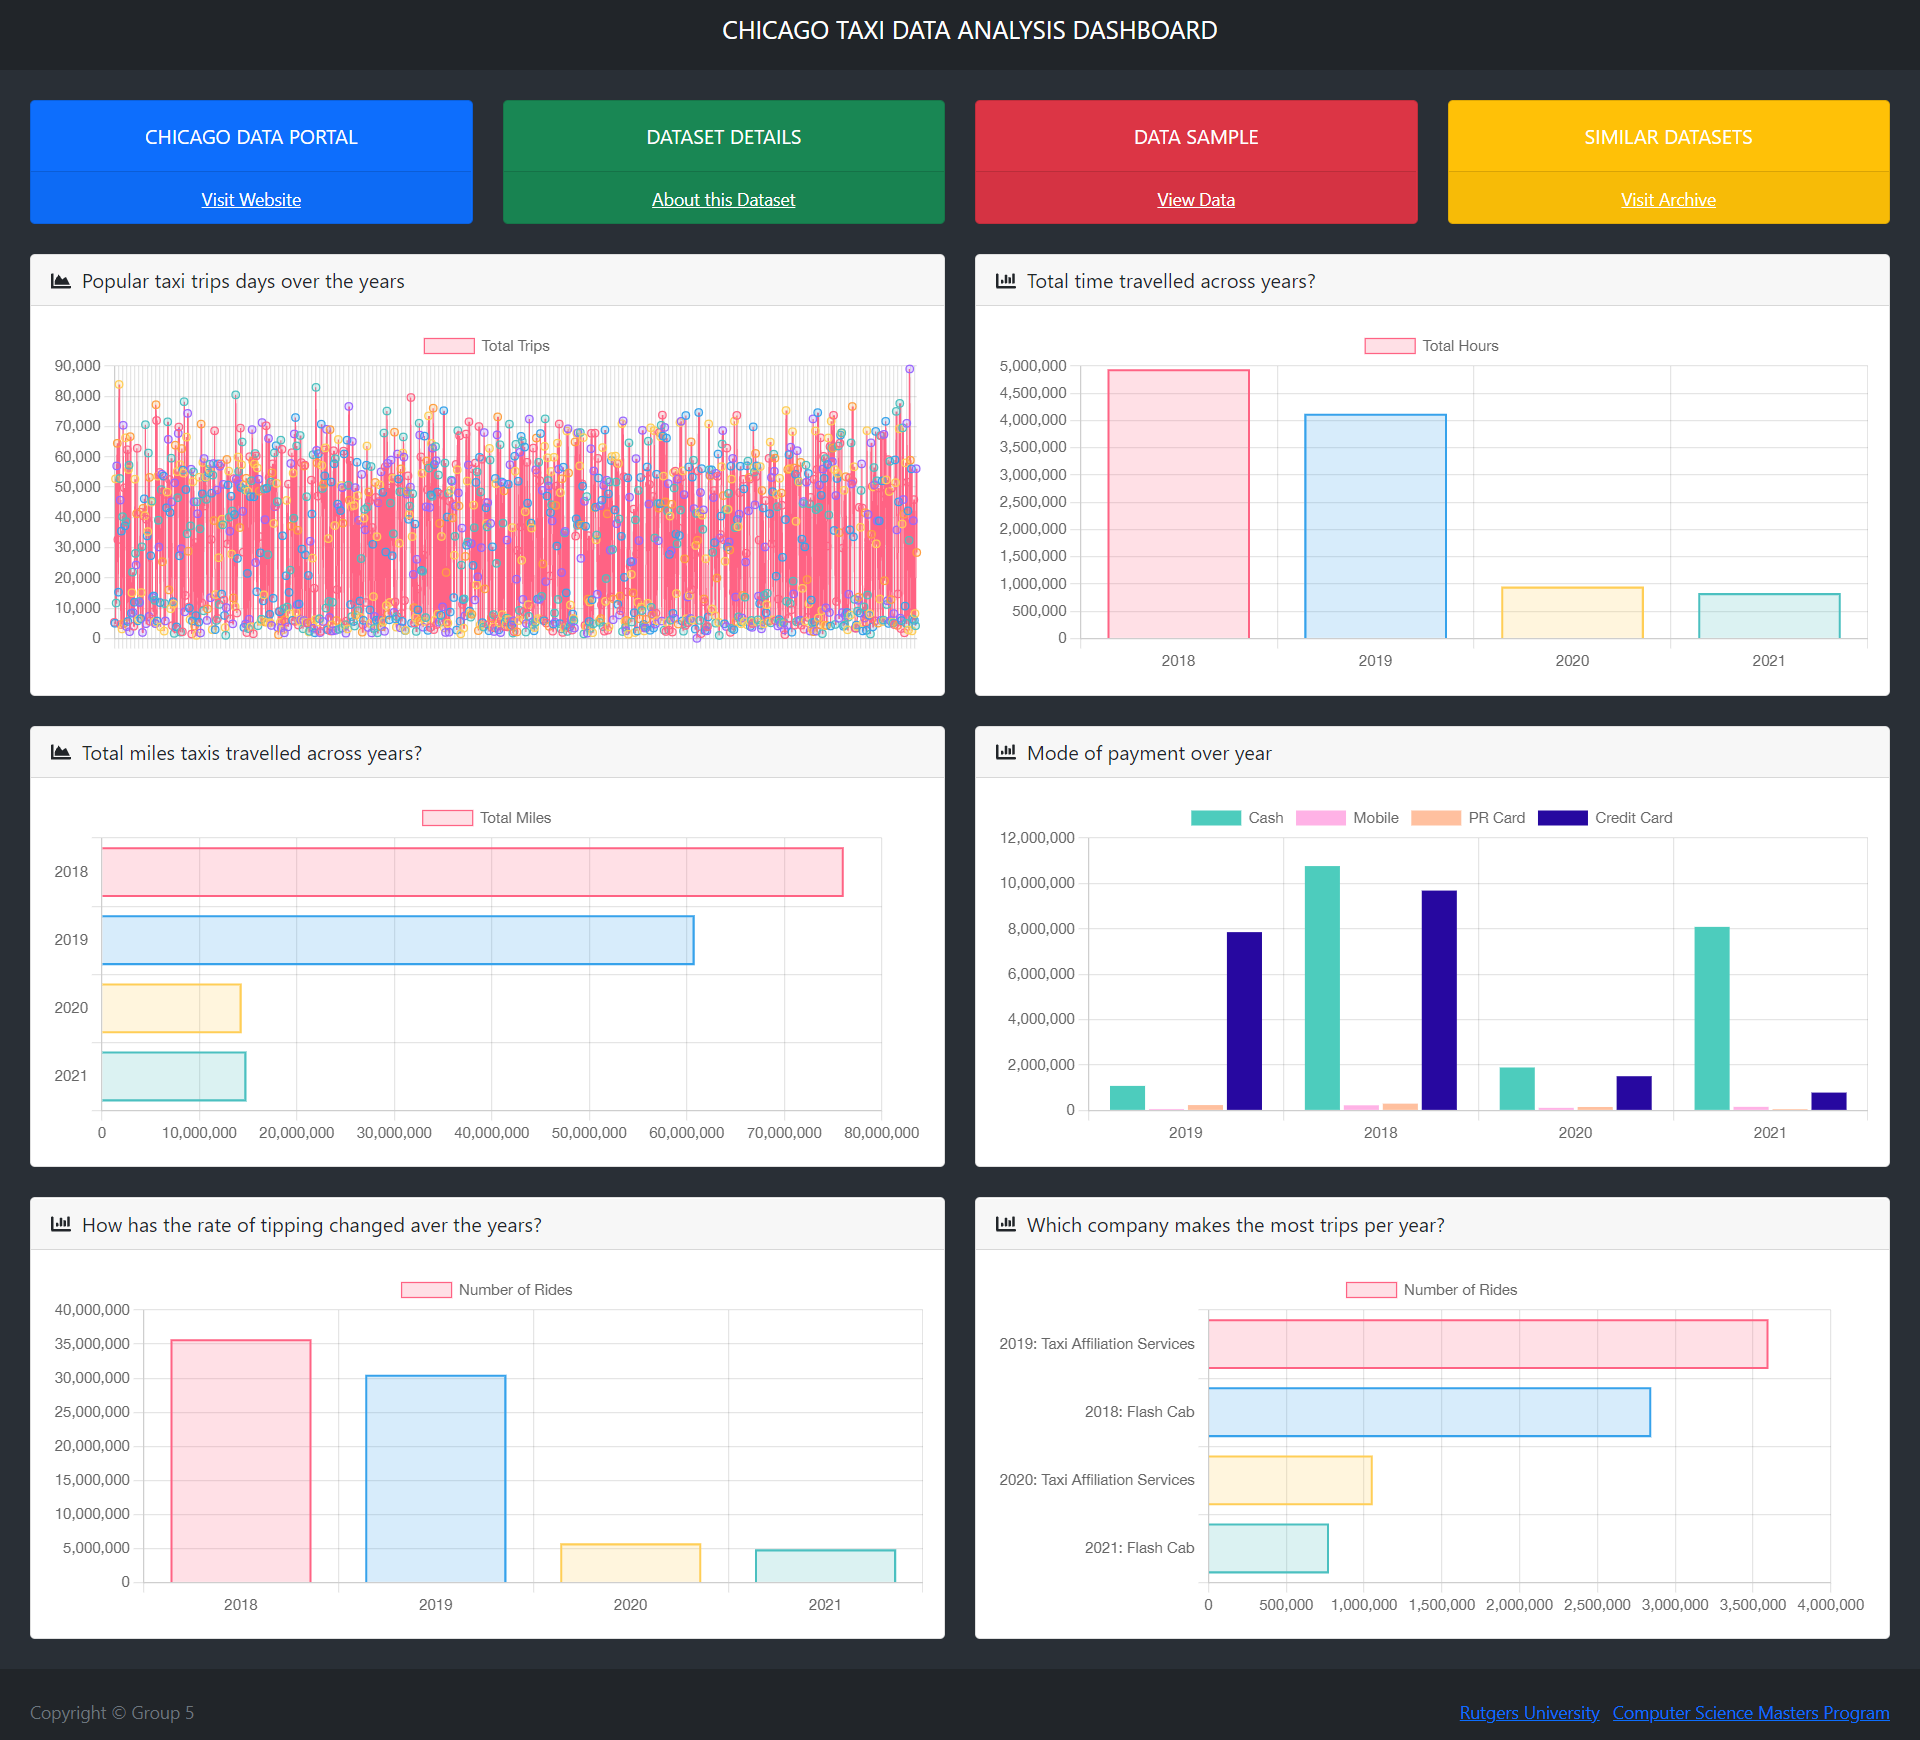 CHICAGO TAXI DATA ANALYSIS DASHBOARD
CHICAGO DATA PORTAL
Visit Website
DATASET DETAILS
About this Dataset
DATA SAMPLE
View Data
SIMILAR DATASETS
Visit Archive
Popular taxi trips days over the years
Total Trips
90,000
80,000
70,000
60,000
50,000
40,000
30,000
20,000
10,000
0
Total time travelled across years?
Total Hours
5,000,000
4,500,000
4,000,000
3,500,000
3,000,000
2,500,000
2,000,000
1,500,000
1,000,000
500,000
0
2018 2019 2020 2021
Total miles taxis travelled across years?
Total Miles
2018
2019
2020
2021
0 10,000,000 20,000,000 30,000,000 40,000,000 50,000,000 60,000,000 70,000,000 80,000,000
Mode of payment over year
Cash Mobile PR Card Credit Card
12,000,000
10,000,000
8,000,000
6,000,000
4,000,000
2,000,000
0
2019 2018 2020 2021
How has the rate of tipping changed aver the years?
Number of Rides
40,000,000
35,000,000
30,000,000
25,000,000
20,000,000
15,000,000
10,000,000
5,000,000
0
2018 2019 2020 2021
Which company makes the most trips per year?
Number of Rides
2019: Taxi Affiliation Services
2018: Flash Cab
2020: Taxi Affiliation Services
2021: Flash Cab
0 500,000 1,000,000 1,500,000 2,000,000 2,500,000 3,000,000 3,500,000 4,000,000
Copyright © Group 5
Rutgers University Computer Science Masters Program